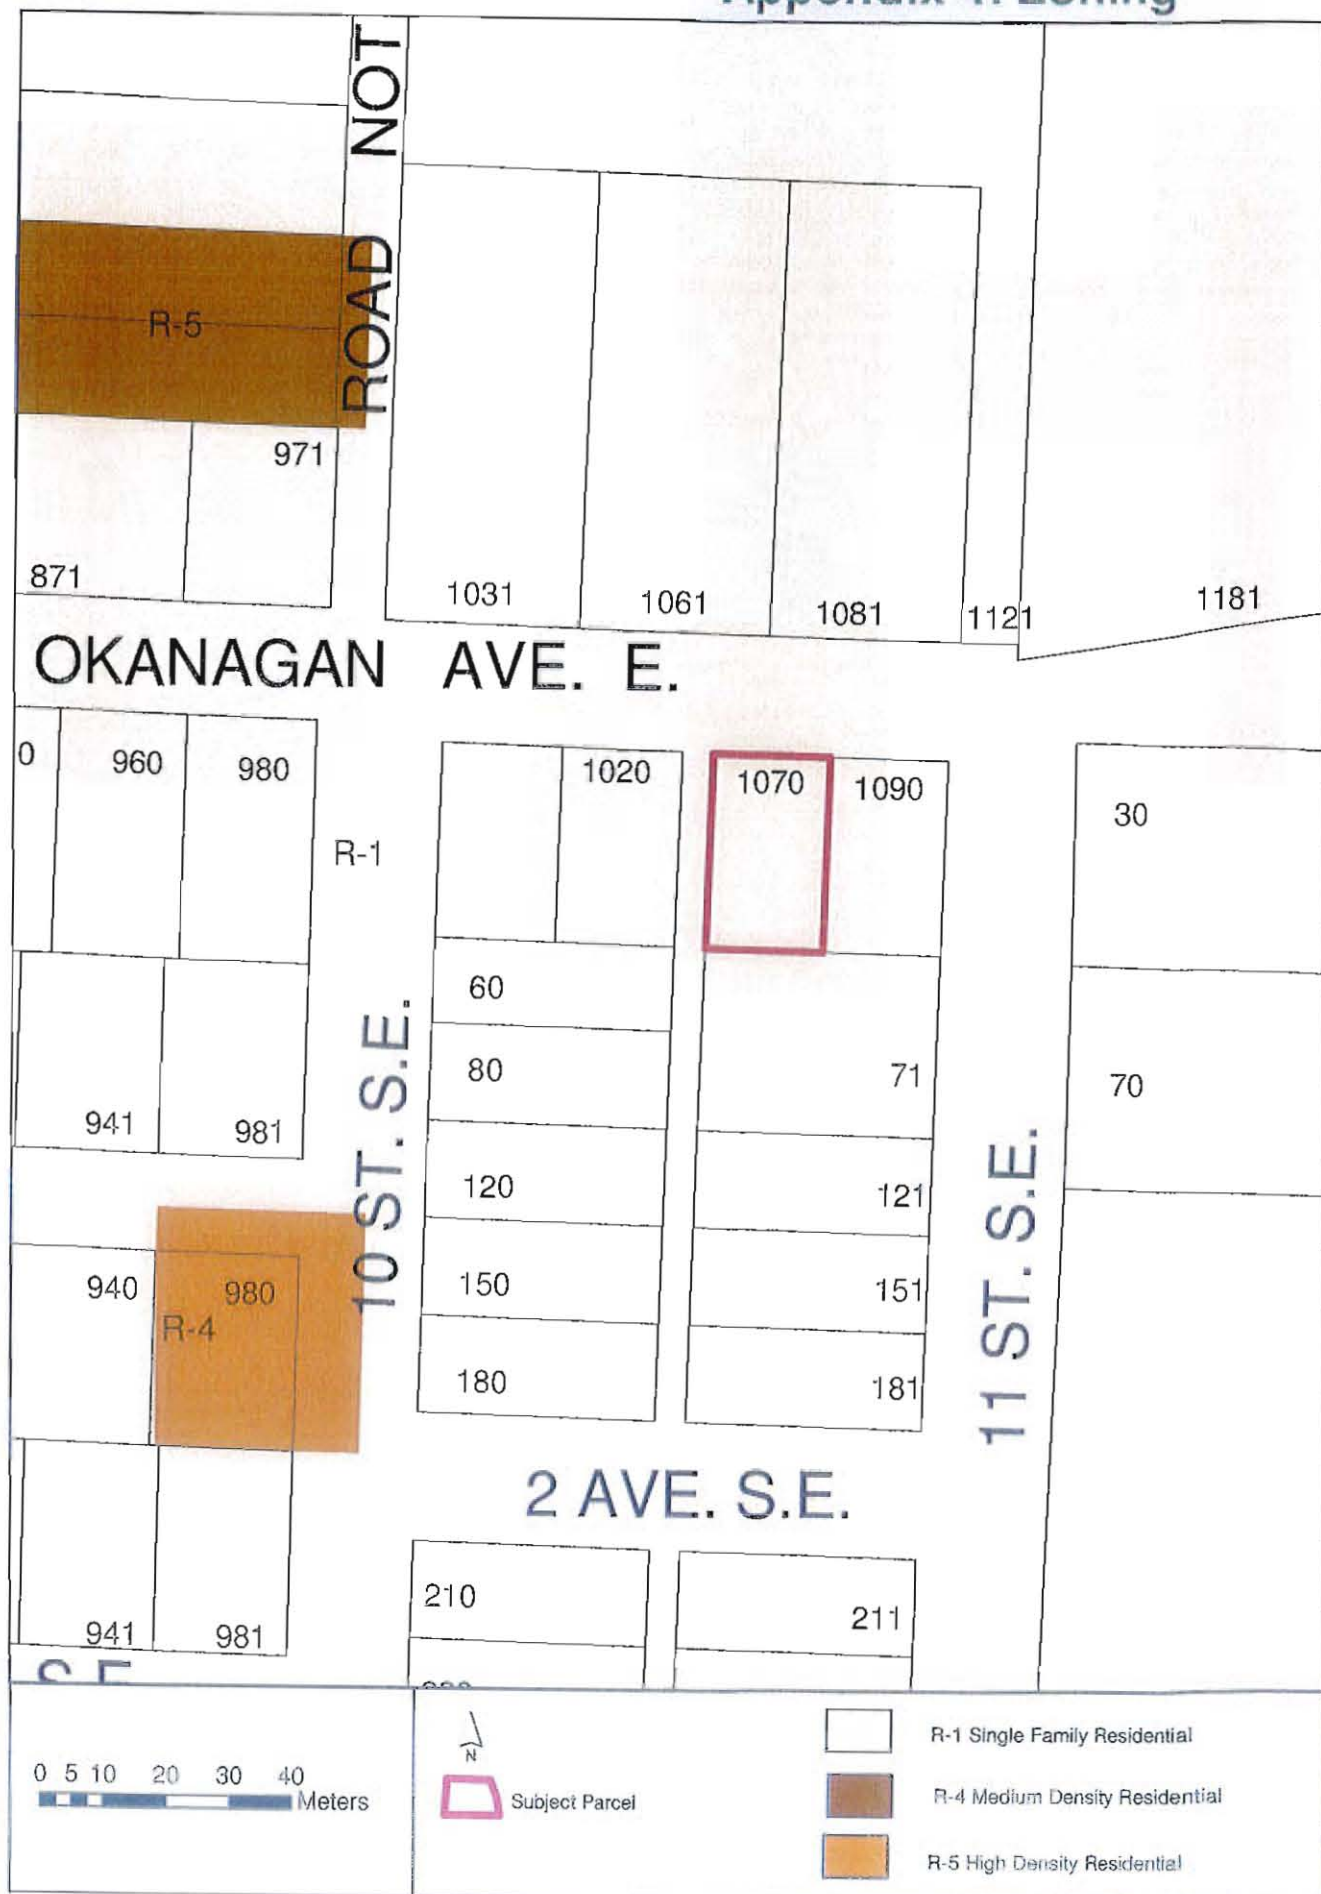 ROAD NOT
R-5
971
871
1031
1061
1081
1121
1181
OKANAGAN AVE. E.
0
960
980
1020
1070
1090
30
R-1
60
80
71
70
941
981
10 ST. S.E.
120
121
11 ST. S.E.
940
980
R-4
150
151
180
181
2 AVE. S.E.
210
211
941
981
0 5 10 20 30 40
Meters
N
Subject Parcel
R-1 Single Family Residential
R-4 Medium Density Residential
R-5 High Density Residential